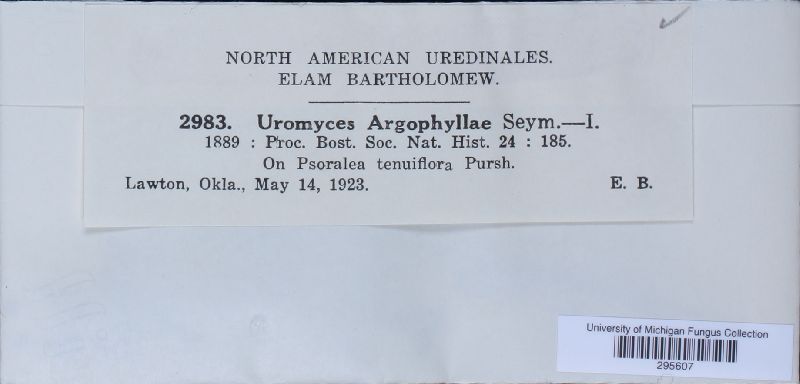 NORTH AMERICAN UREDINALES.
ELAM BARTHOLOMEW.
2983. Uromyces Argophyllae Seym.—I.
1889 : Proc. Bost. Soc. Nat. Hist. 24 : 185.
On Psoralea tenuiflora Pursh.
Lawton, Okla., May 14, 1923. E. B.
University of Michigan Fungus Collection
295607